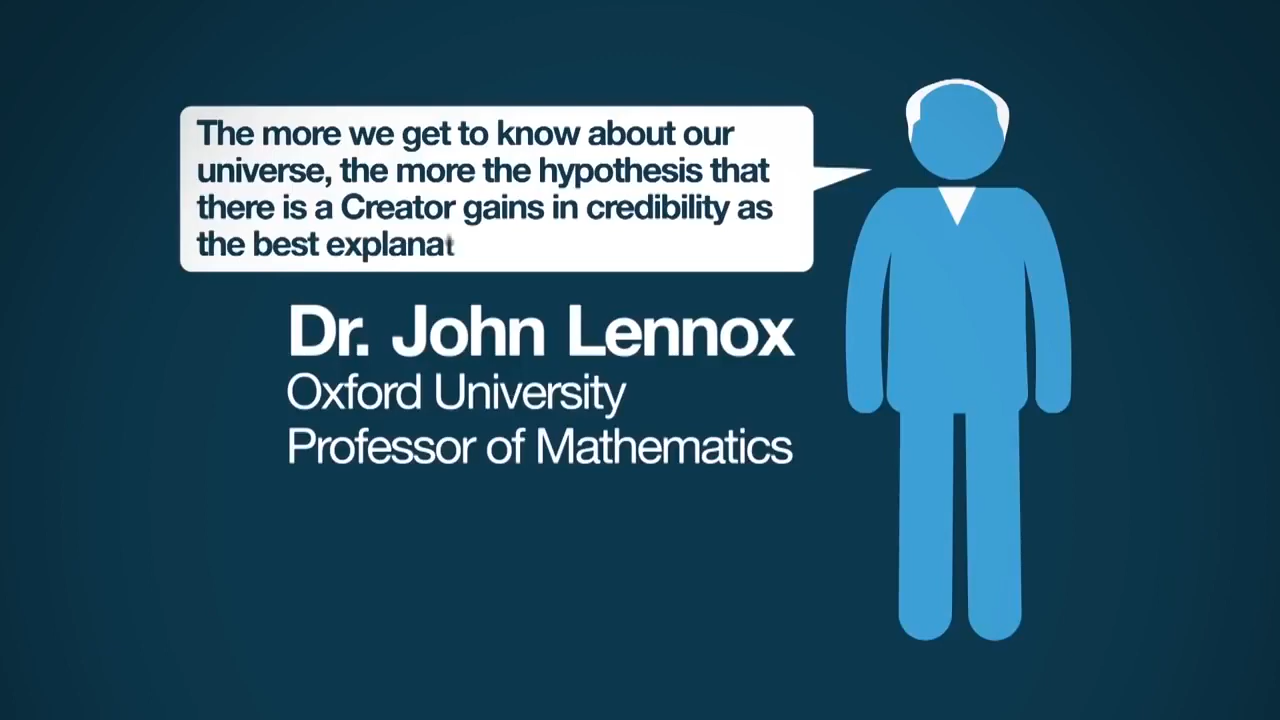 The more we get to know about our
universe, the more the hypothesis that
there is a Creator gains in credibility as
the best explanat
Dr. John Lennox
Oxford University
Professor of Mathematics